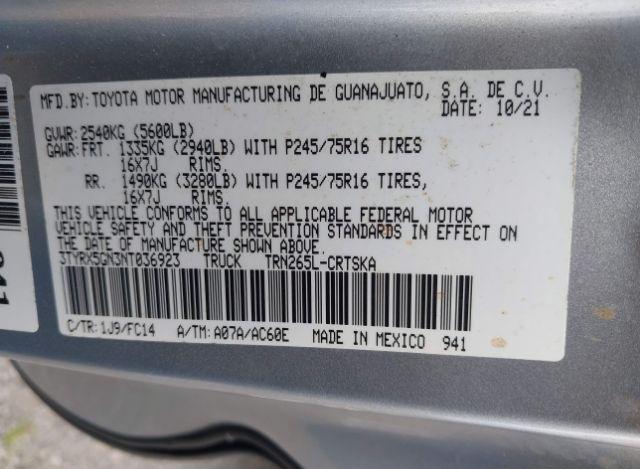 MFD.BY: TOYOTA MOTOR MANUFACTURING DE GUANAJUATO, S.A. DE C.V.
DATE: 10/21
GVWR: 2540KG (5600LB)
GAWR: FRT. 1335KG (2940LB) WITH P245/75R16 TIRES
16X7J RIMS,
RR. 1490KG (3280LB) WITH P245/75R16 TIRES,
16X7J RIMS.
THIS VEHICLE CONFORMS TO ALL APPLICABLE FEDERAL MOTOR
VEHICLE SAFETY AND THEFT PREVENTION STANDARDS IN EFFECT ON
THE DATE OF MANUFACTURE SHOWN ABOVE.
3TYRX5GN3NT036923 TRUCK TRN265L-CRTSKA
C/TR: 1J9/FC14 A/TM: A07A/AC60E MADE IN MEXICO 941